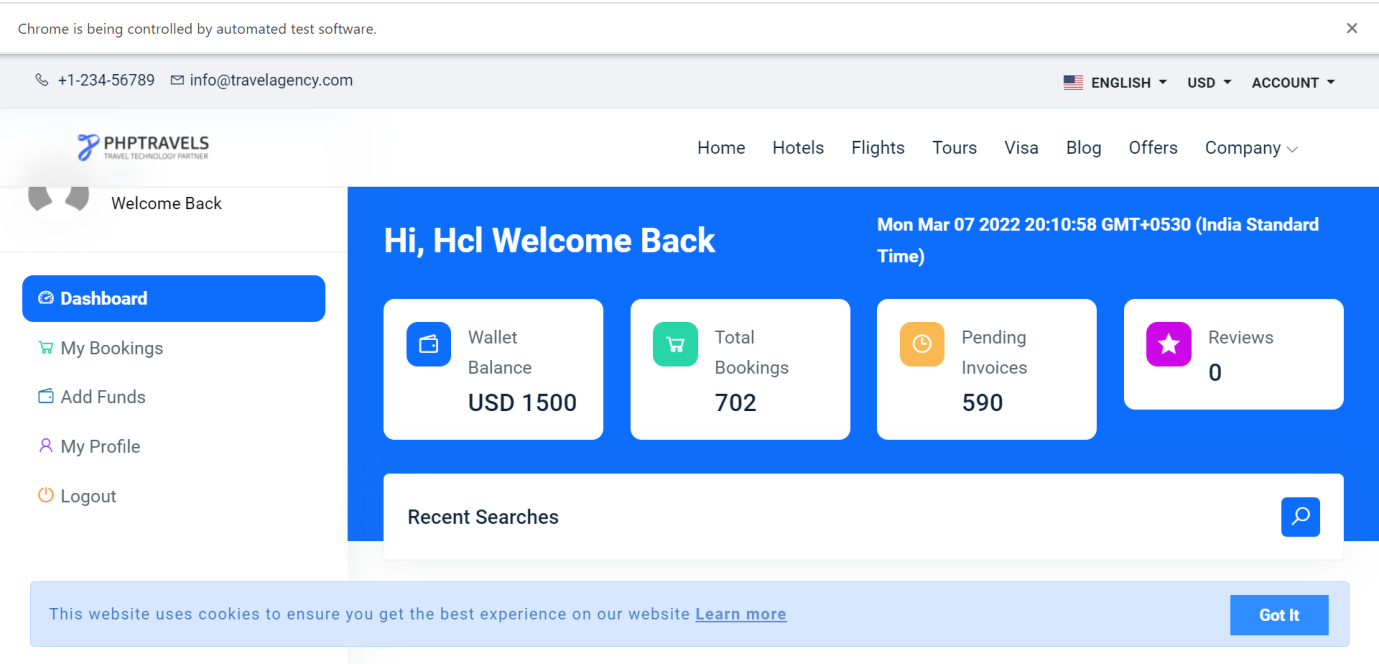 Chrome is being controlled by automated test software.
+1-234-56789 info@travelagency.com
ENGLISH USD ACCOUNT
PHPTRAVELS
TRAVEL TECHNOLOGY PARTNER
Home Hotels Flights Tours Visa Blog Offers Company
Welcome Back
Dashboard
My Bookings
Add Funds
My Profile
Logout
Hi, Hcl Welcome Back
Mon Mar 07 2022 20:10:58 GMT+0530 (India Standard
Time)
Wallet
Balance
USD 1500
Total
Bookings
702
Pending
Invoices
590
Reviews
0
Recent Searches
This website uses cookies to ensure you get the best experience on our website Learn more
Got It